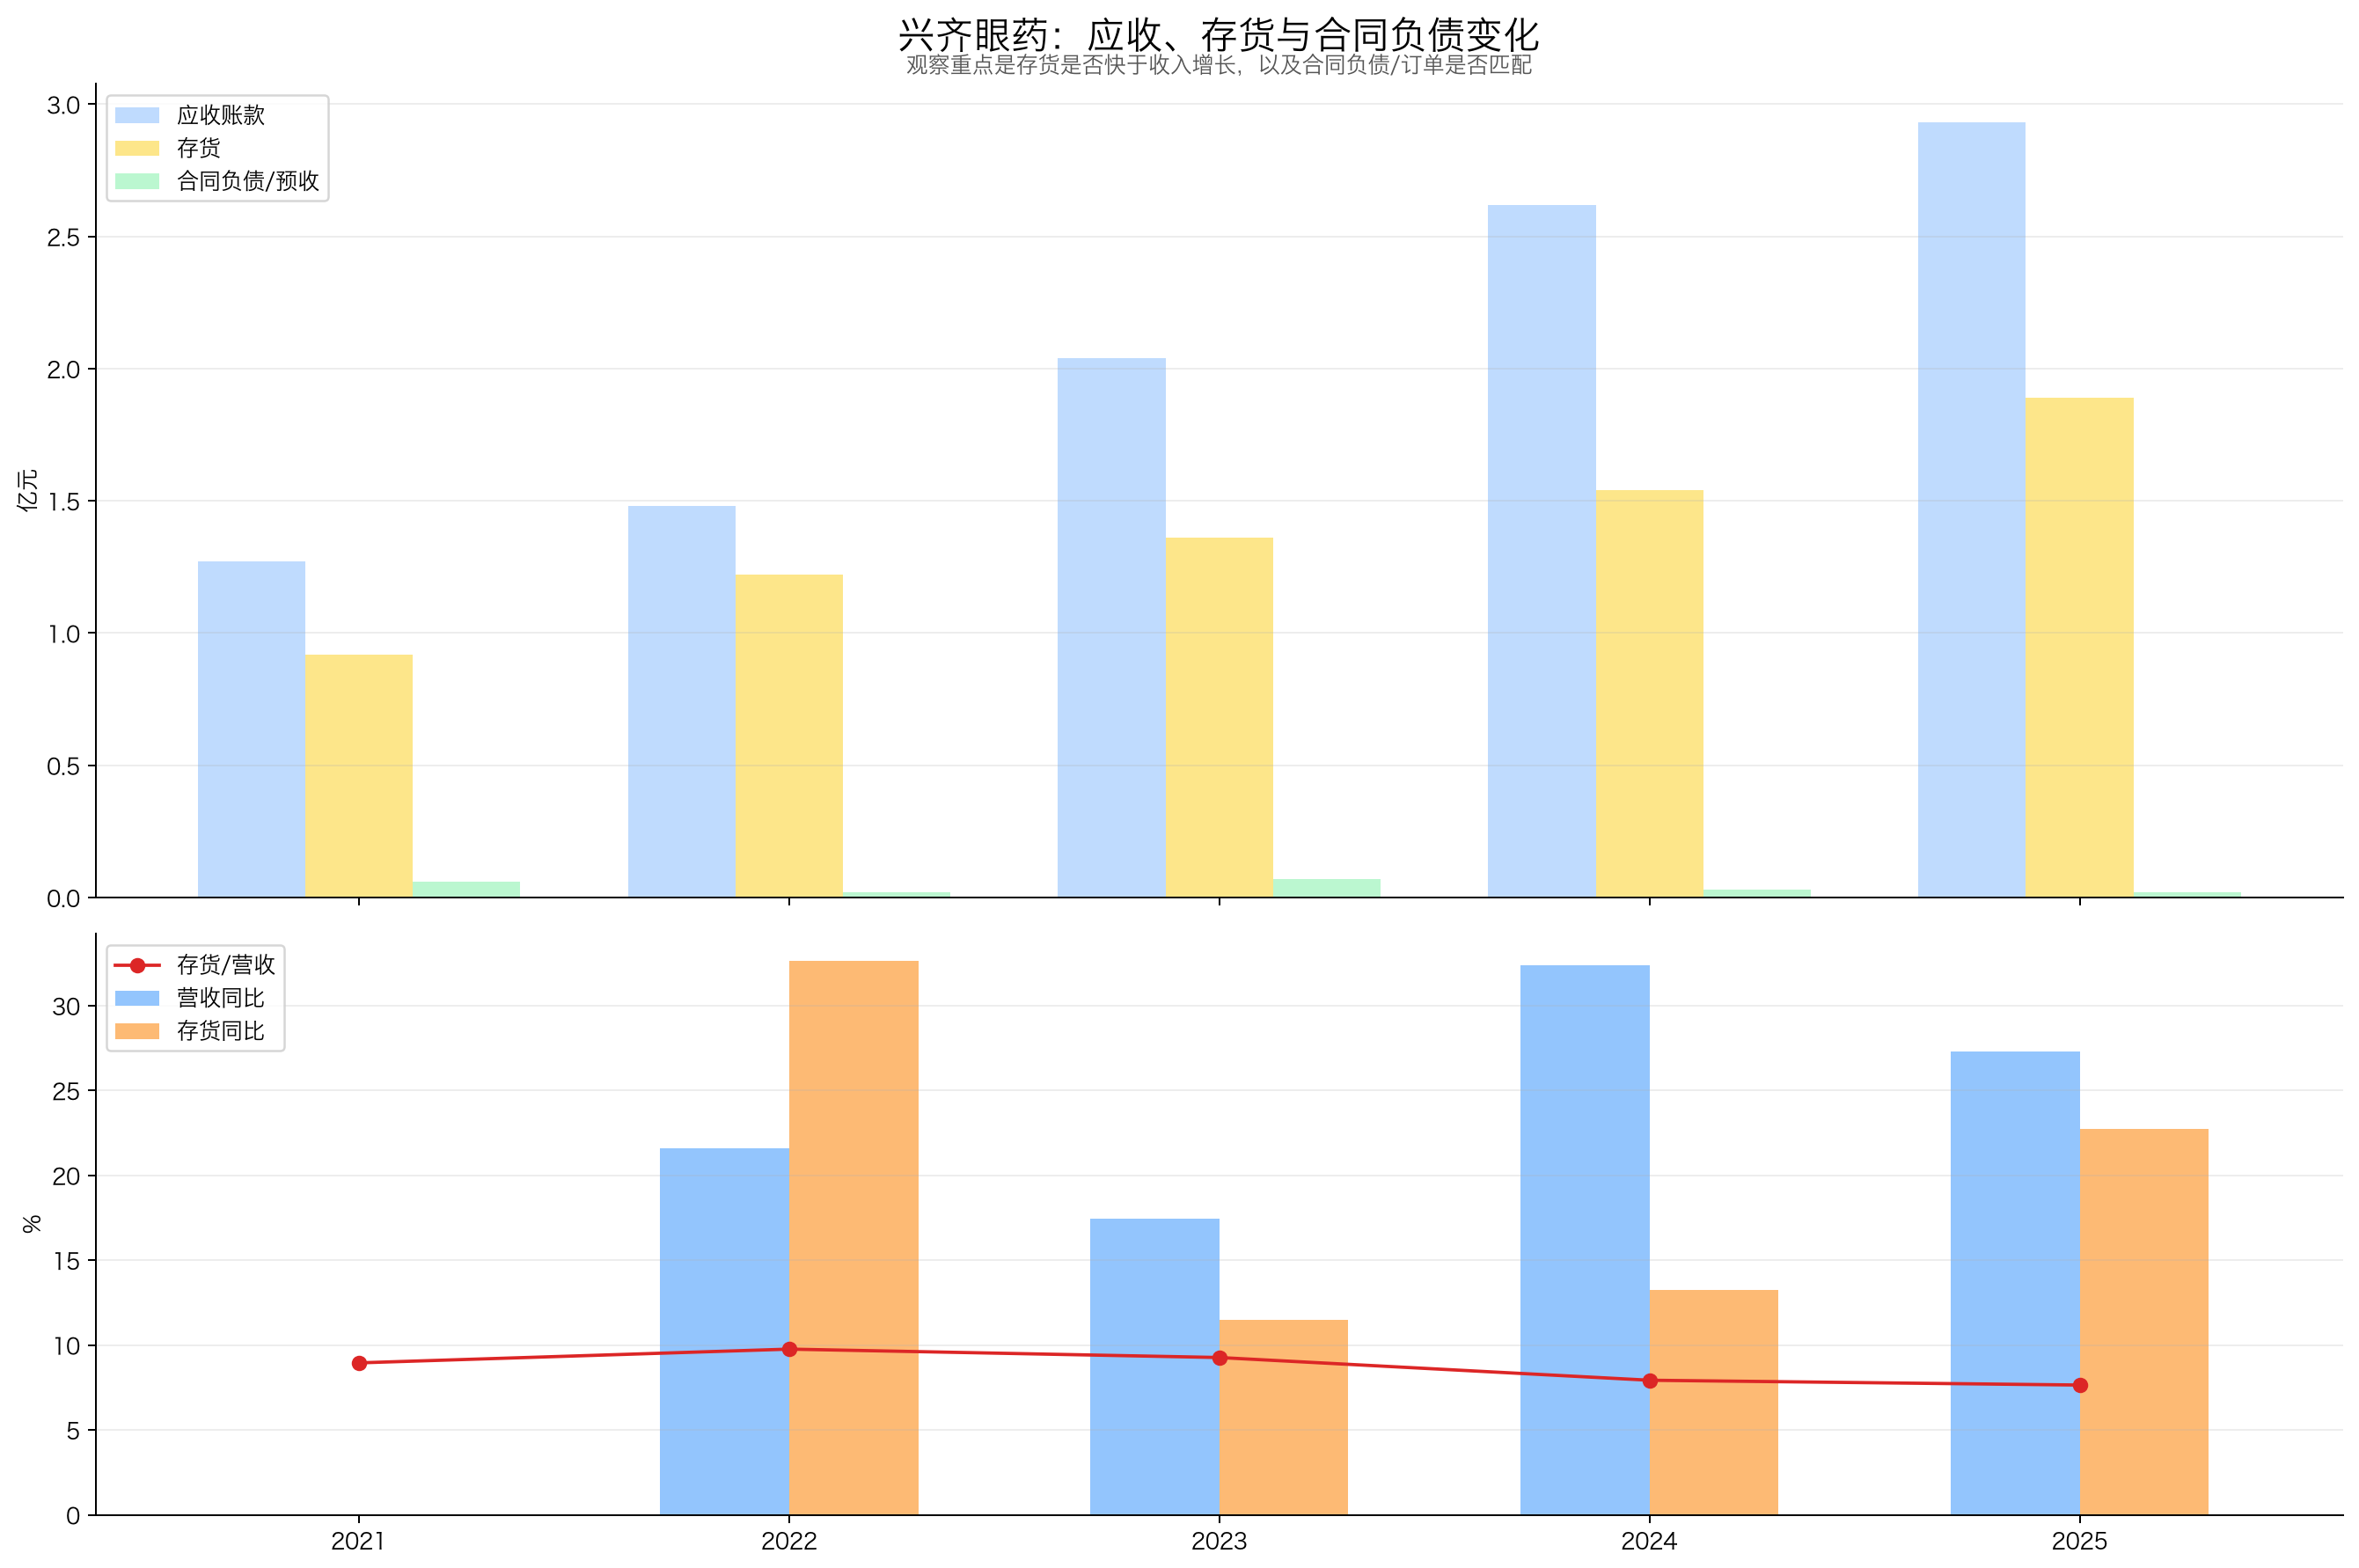 兴齐眼药：应收、存货与合同负债变化
观察重点是存货是否快于收入增长，以及合同负债/订单是否匹配
应收账款
存货
合同负债/预收
亿元
3.0
2.5
2.0
1.5
1.0
0.5
0.0
存货/营收
营收同比
存货同比
%
30
25
20
15
10
5
0
2021 2022 2023 2024 2025